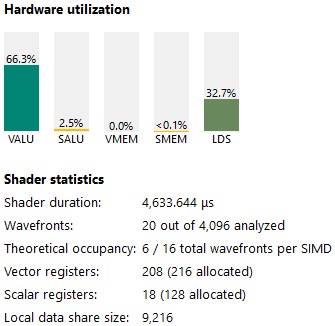 Hardware utilization
66.3% 2.5% 0.0% <0.1% 32.7%
VALU SALU VMEM SMEM LDS
Shader statistics
Shader duration: 4,633.644 µs
Wavefronts: 20 out of 4,096 analyzed
Theoretical occupancy: 6 / 16 total wavefronts per SIMD
Vector registers: 208 (216 allocated)
Scalar registers: 18 (128 allocated)
Local data share size: 9,216